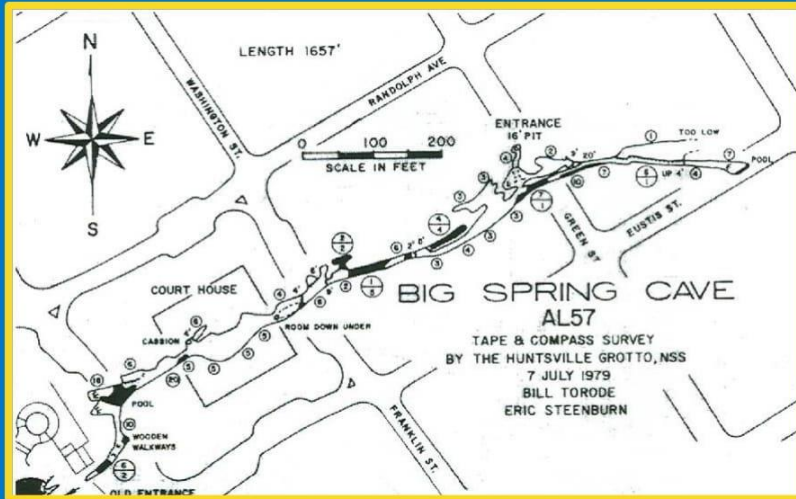 N
W E
S
LENGTH 1657'
WASHINGTON ST.
RANDOLPH AVE
0 100 200
SCALE IN FEET
ENTRANCE
16' PIT
TOO LOW
POOL
UP 4'
20'
GREEN ST
EUSTIS ST.
COURT HOUSE
CASSION
ROOM DOWN UNDER
BIG SPRING CAVE
AL57
TAPE & COMPASS SURVEY
BY THE HUNTSVILLE GROTTO, NSS
7 JULY 1979
BILL TORODE
ERIC STEENBURN
FRANKLIN ST.
POOL
WOODEN
WALKWAYS
OLD ENTRANCE